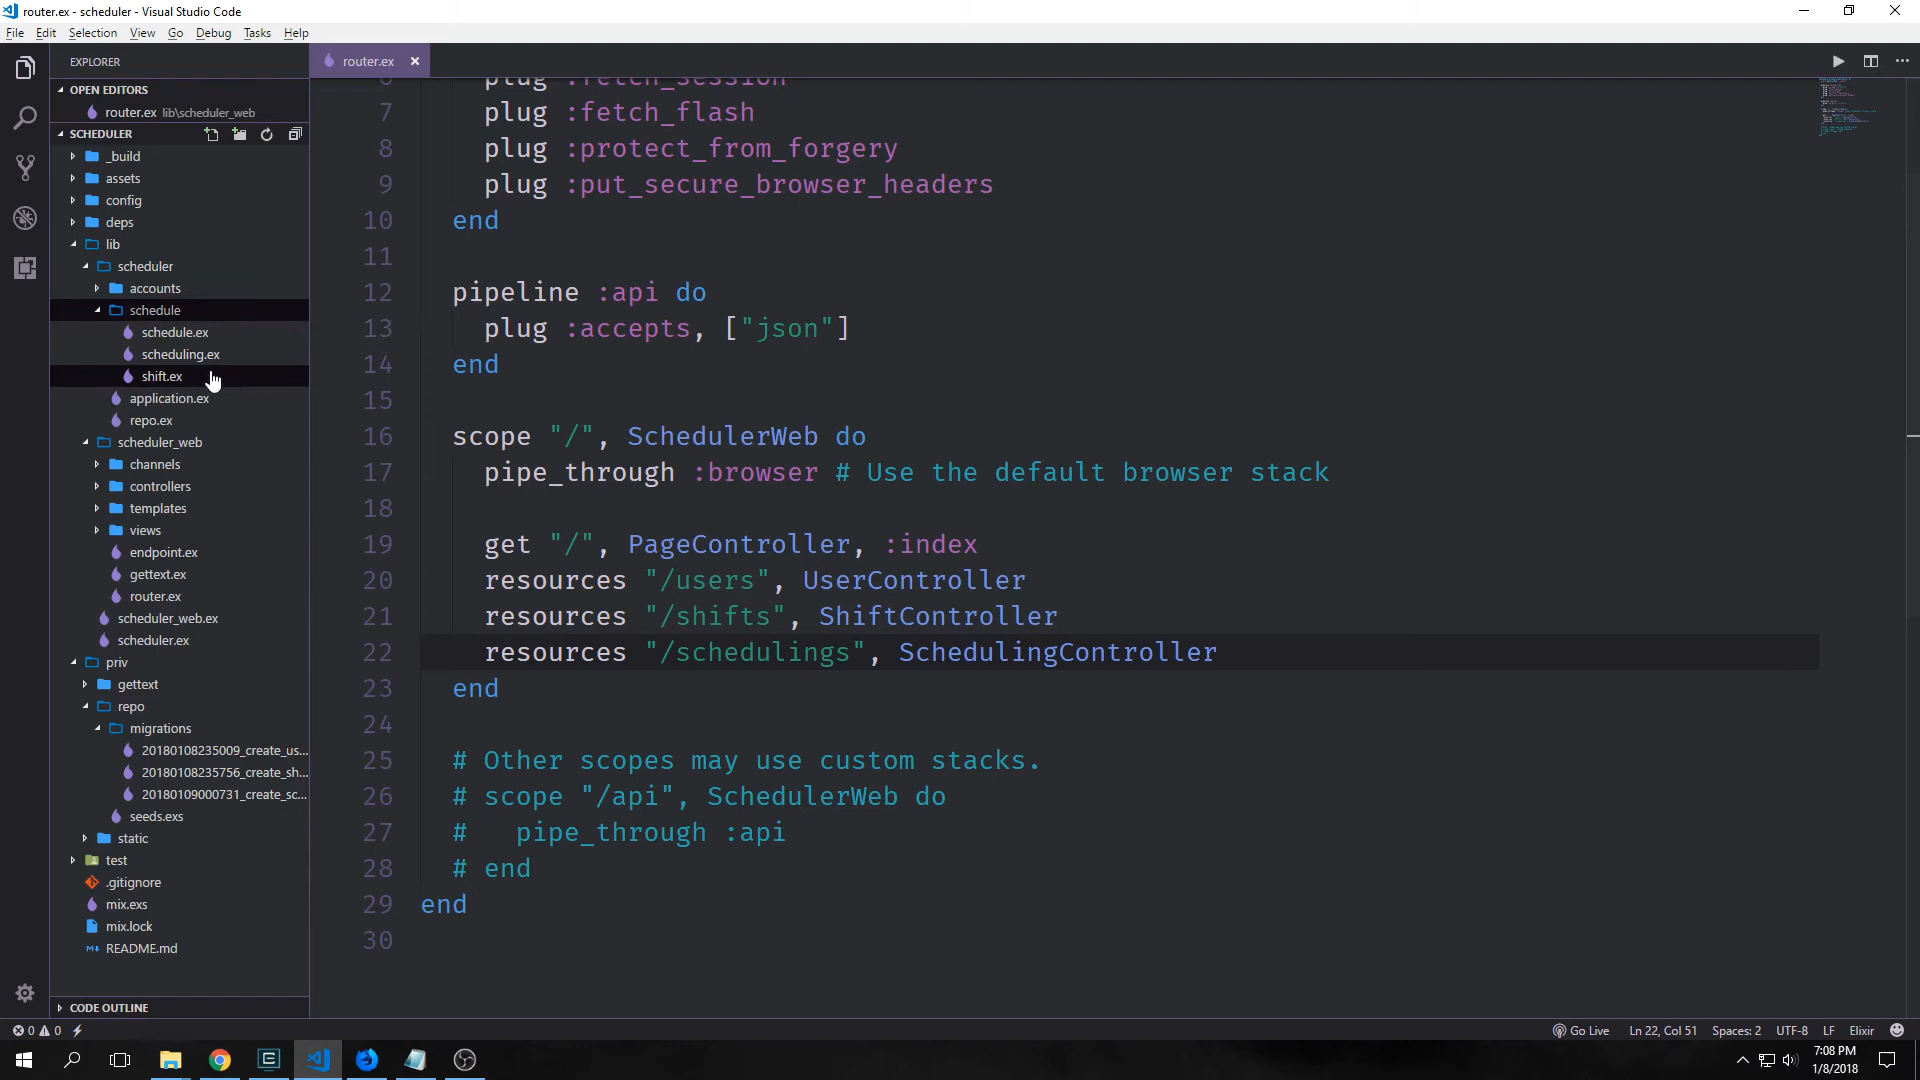 router.ex - scheduler - Visual Studio Code
File Edit Selection View Go Debug Tasks Help
EXPLORER
router.ex
OPEN EDITORS
router.ex lib\scheduler_web
SCHEDULER
_build
assets
config
deps
lib
scheduler
accounts
schedule
schedule.ex
scheduling.ex
shift.ex
application.ex
repo.ex
scheduler_web
channels
controllers
templates
views
endpoint.ex
gettext.ex
router.ex
scheduler_web.ex
scheduler.ex
priv
gettext
repo
migrations
20180108235009_create_us...
20180108235756_create_sh...
20180109000731_create_sc...
seeds.exs
static
test
.gitignore
mix.exs
mix.lock
README.md
CODE OUTLINE
6 plug :fetch_session
7 plug :fetch_flash
8 plug :protect_from_forgery
9 plug :put_secure_browser_headers
10 end
11
12 pipeline :api do
13 plug :accepts, ["json"]
14 end
15
16 scope "/", SchedulerWeb do
17 pipe_through :browser # Use the default browser stack
18
19 get "/", PageController, :index
20 resources "/users", UserController
21 resources "/shifts", ShiftController
22 resources "/schedulings", SchedulingController
23 end
24
25 # Other scopes may use custom stacks.
26 # scope "/api", SchedulerWeb do
27 #   pipe_through :api
28 # end
29 end
30
0 0 Go Live Ln 22, Col 51 Spaces: 2 UTF-8 LF Elixir
7:08 PM
1/8/2018